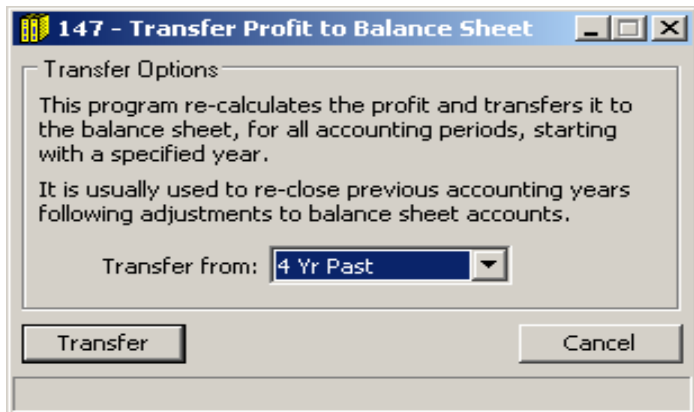 147 - Transfer Profit to Balance Sheet
Transfer Options
This program re-calculates the profit and transfers it to
the balance sheet, for all accounting periods, starting
with a specified year.
It is usually used to re-close previous accounting years
following adjustments to balance sheet accounts.
Transfer from: 4 Yr Past
Transfer Cancel